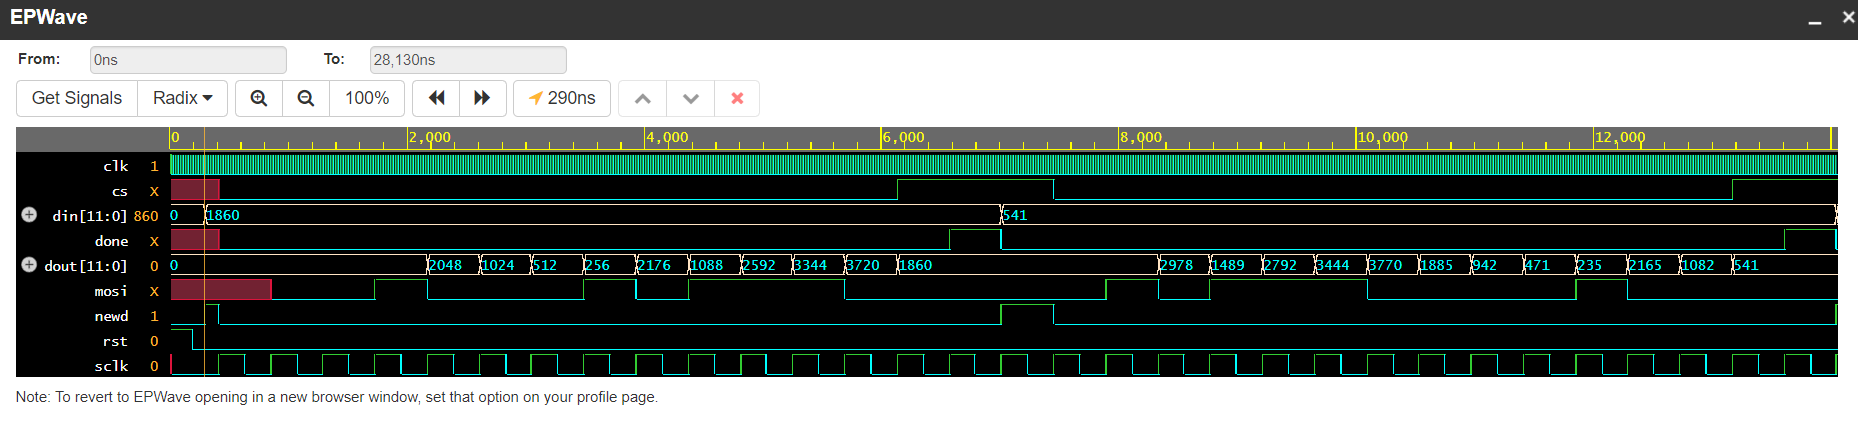 EPWave
From: 0ns To: 28,130ns
Get Signals Radix 100% 290ns
0 2,000 4,000 6,000 8,000 10,000 12,000
clk 1
cs X
din[11:0] 860 0 1860 541
done X
dout[11:0] 0 0 2048 1024 512 256 2176 1088 2592 3344 3720 1860 2978 1489 2792 3444 3770 1885 942 471 235 2165 1082 541
mosi X
newd 1
rst 0
sclk 0
Note: To revert to EPWave opening in a new browser window, set that option on your profile page.